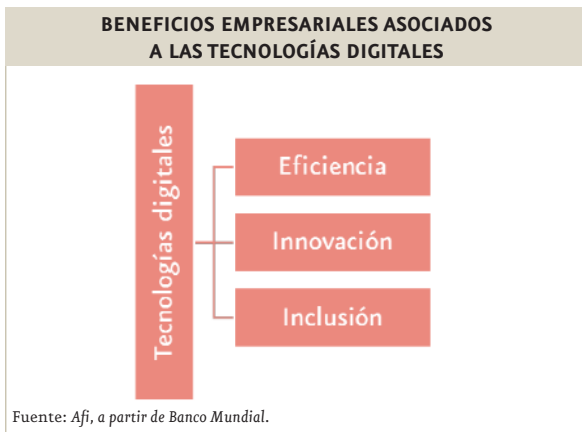 BENEFICIOS EMPRESARIALES ASOCIADOS
A LAS TECNOLOGÍAS DIGITALES
Tecnologías digitales
Eficiencia
Innovación
Inclusión
Fuente: Afi, a partir de Banco Mundial.